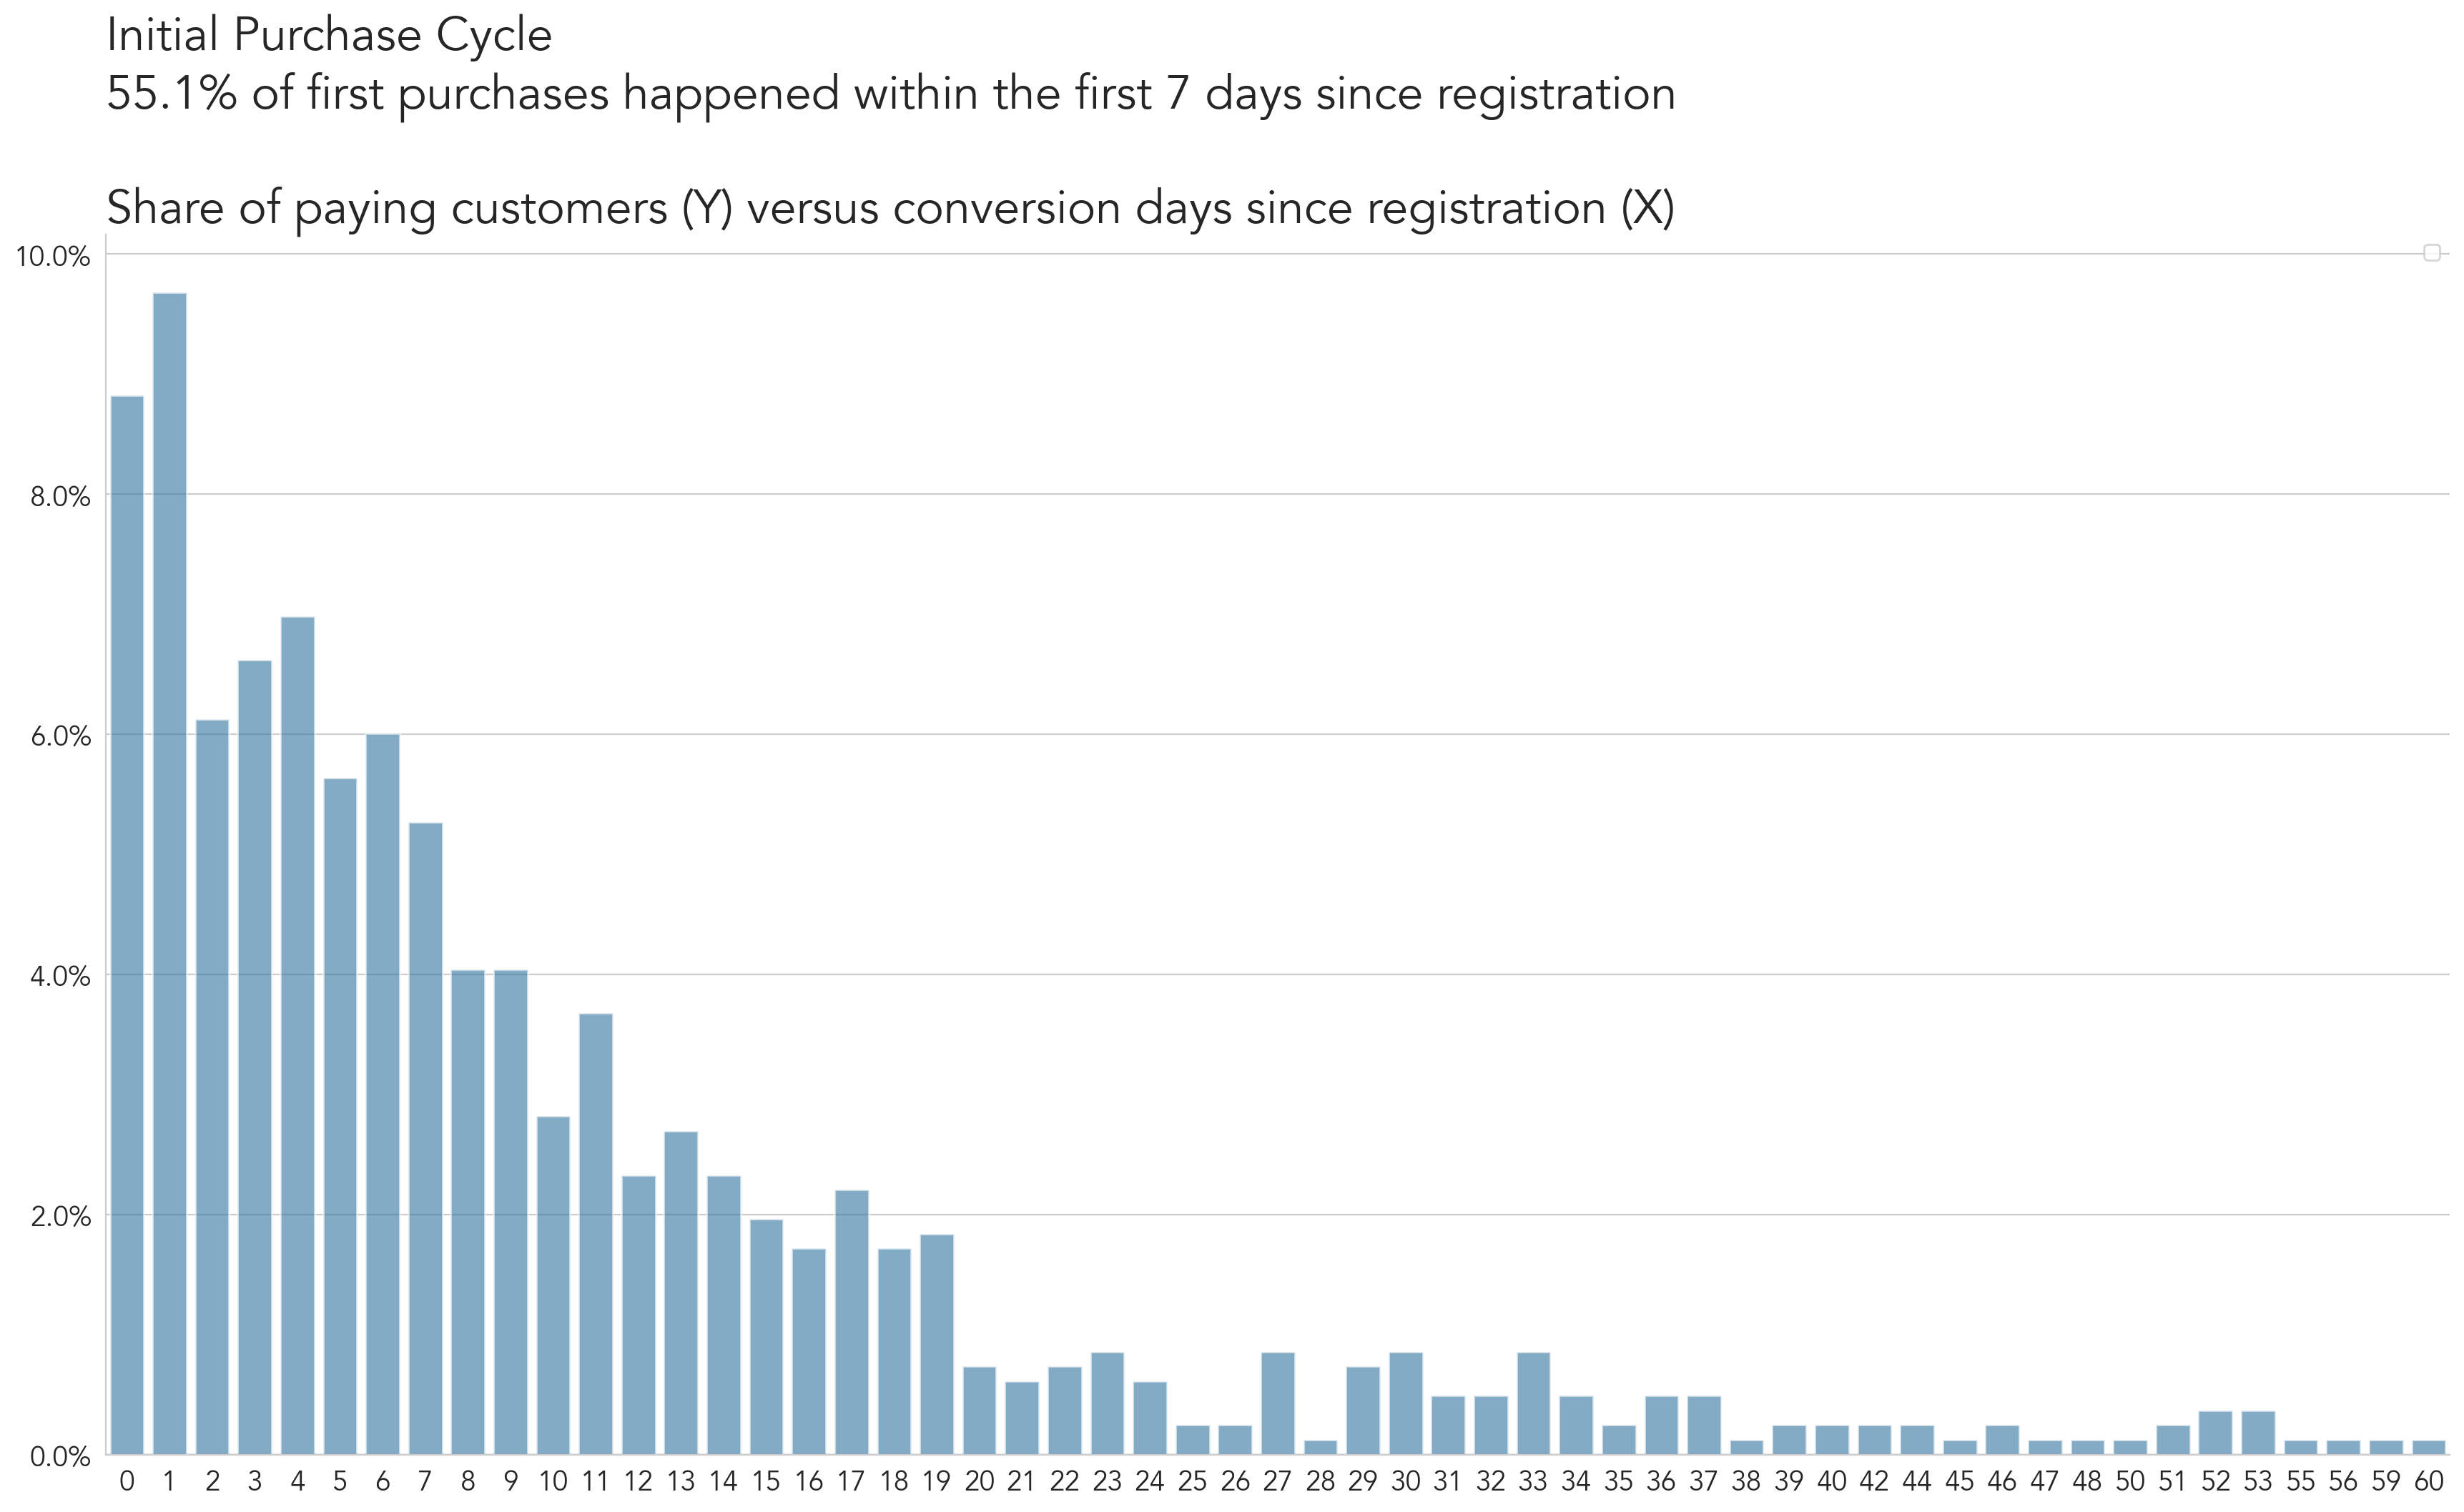 Initial Purchase Cycle
55.1% of first purchases happened within the first 7 days since registration
Share of paying customers (Y) versus conversion days since registration (X)
10.0%
8.0%
6.0%
4.0%
2.0%
0.0%
0 1 2 3 4 5 6 7 8 9 10 11 12 13 14 15 16 17 18 19 20 21 22 23 24 25 26 27 28 29 30 31 32 33 34 35 36 37 38 39 40 42 44 45 46 47 48 50 51 52 53 55 56 59 60